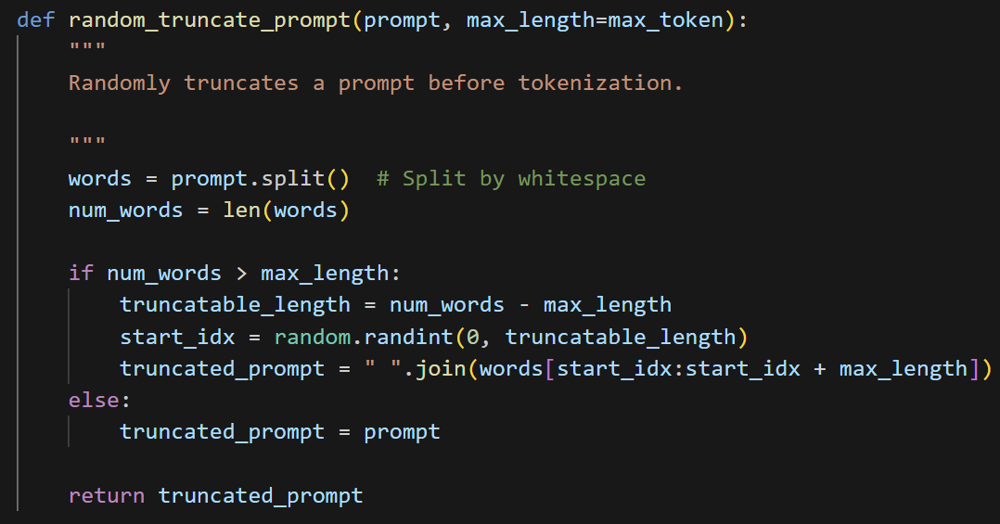 def random_truncate_prompt(prompt, max_length=max_token):
    """
    Randomly truncates a prompt before tokenization.

    """
    words = prompt.split()  # Split by whitespace
    num_words = len(words)

    if num_words > max_length:
        truncatable_length = num_words - max_length
        start_idx = random.randint(0, truncatable_length)
        truncated_prompt = " ".join(words[start_idx:start_idx + max_length])
    else:
        truncated_prompt = prompt

    return truncated_prompt